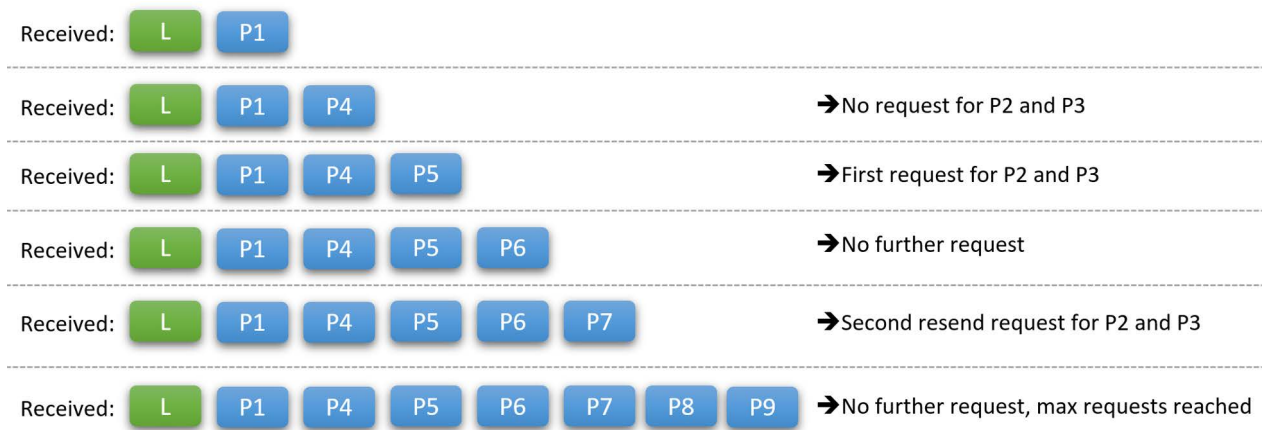 Received: L P1
Received: L P1 P4 ➔No request for P2 and P3
Received: L P1 P4 P5 ➔First request for P2 and P3
Received: L P1 P4 P5 P6 ➔No further request
Received: L P1 P4 P5 P6 P7 ➔Second resend request for P2 and P3
Received: L P1 P4 P5 P6 P7 P8 P9 ➔No further request, max requests reached